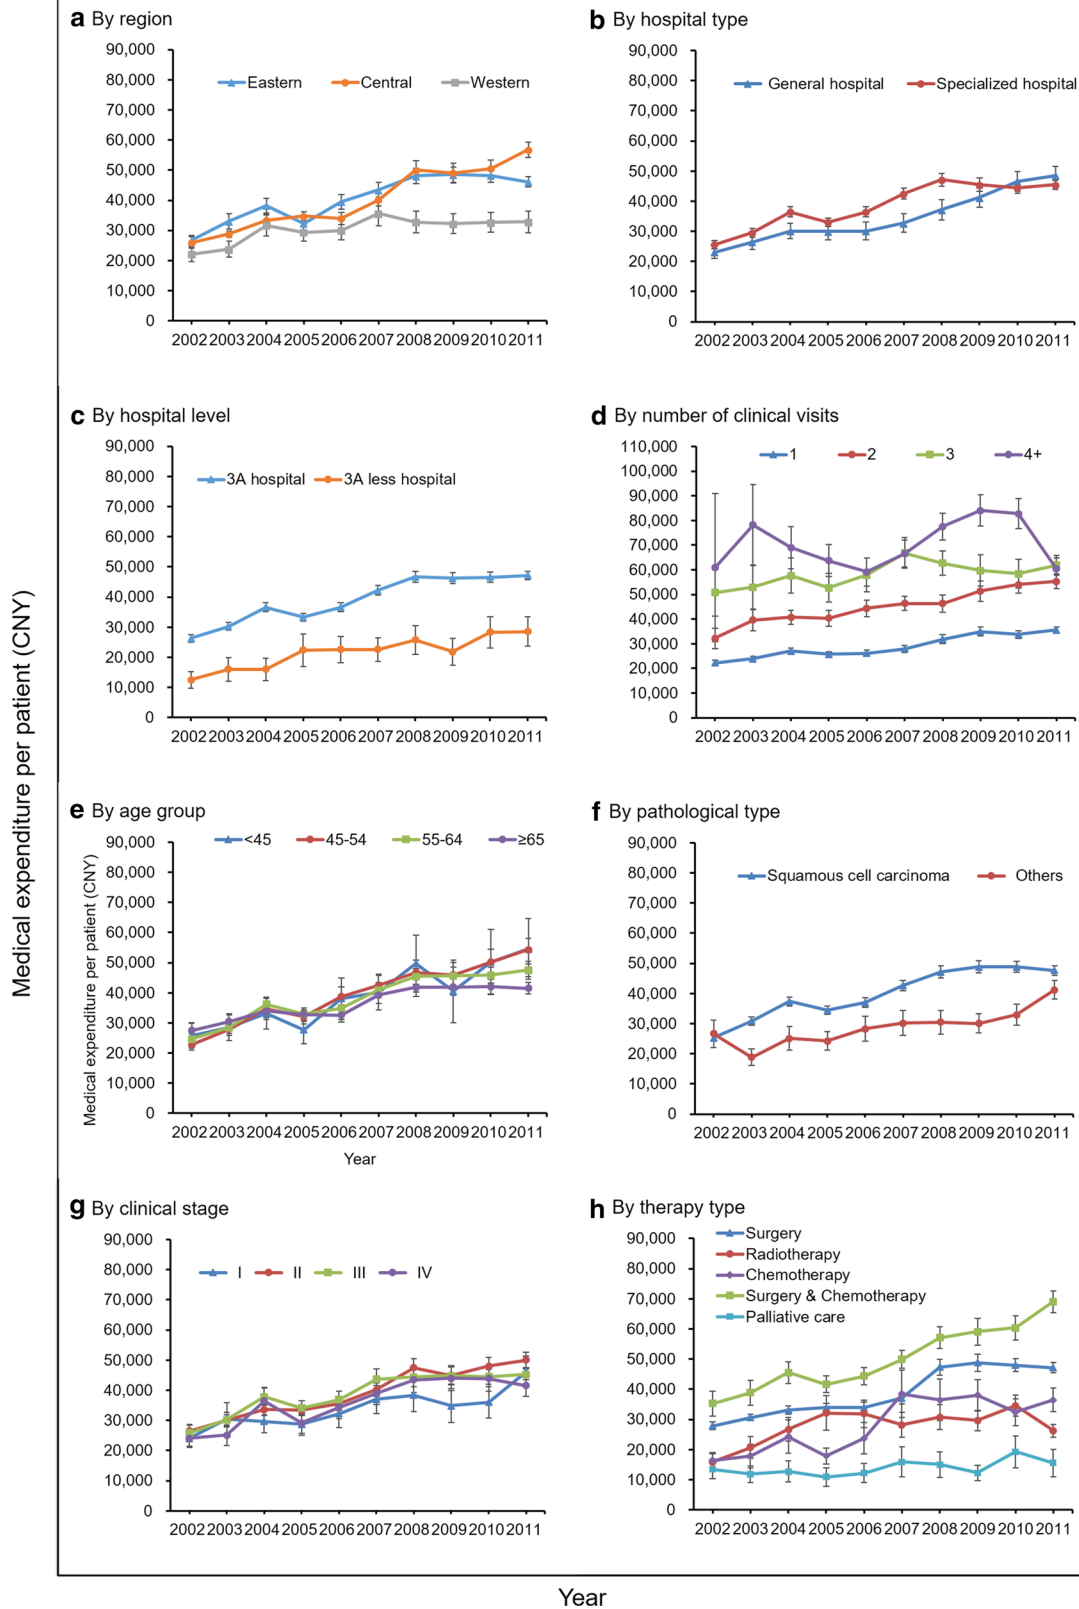 Medical expenditure per patient (CNY)
a By region
90,000
80,000
70,000
60,000
50,000
40,000
30,000
20,000
10,000
0
Eastern Central Western
2002 2003 2004 2005 2006 2007 2008 2009 2010 2011
b By hospital type
90,000
80,000
70,000
60,000
50,000
40,000
30,000
20,000
10,000
0
General hospital Specialized hospital
2002 2003 2004 2005 2006 2007 2008 2009 2010 2011
c By hospital level
90,000
80,000
70,000
60,000
50,000
40,000
30,000
20,000
10,000
0
3A hospital 3A less hospital
2002 2003 2004 2005 2006 2007 2008 2009 2010 2011
d By number of clinical visits
110,000
100,000
90,000
80,000
70,000
60,000
50,000
40,000
30,000
20,000
10,000
0
1 2 3 4+
2002 2003 2004 2005 2006 2007 2008 2009 2010 2011
e By age group
Medical expenditure per patient (CNY)
90,000
80,000
70,000
60,000
50,000
40,000
30,000
20,000
10,000
0
<45 45-54 55-64 ≥65
2002 2003 2004 2005 2006 2007 2008 2009 2010 2011
Year
f By pathological type
90,000
80,000
70,000
60,000
50,000
40,000
30,000
20,000
10,000
0
Squamous cell carcinoma Others
2002 2003 2004 2005 2006 2007 2008 2009 2010 2011
g By clinical stage
90,000
80,000
70,000
60,000
50,000
40,000
30,000
20,000
10,000
0
I II III IV
2002 2003 2004 2005 2006 2007 2008 2009 2010 2011
h By therapy type
90,000
80,000
70,000
60,000
50,000
40,000
30,000
20,000
10,000
0
Surgery
Radiotherapy
Chemotherapy
Surgery & Chemotherapy
Palliative care
2002 2003 2004 2005 2006 2007 2008 2009 2010 2011
Year